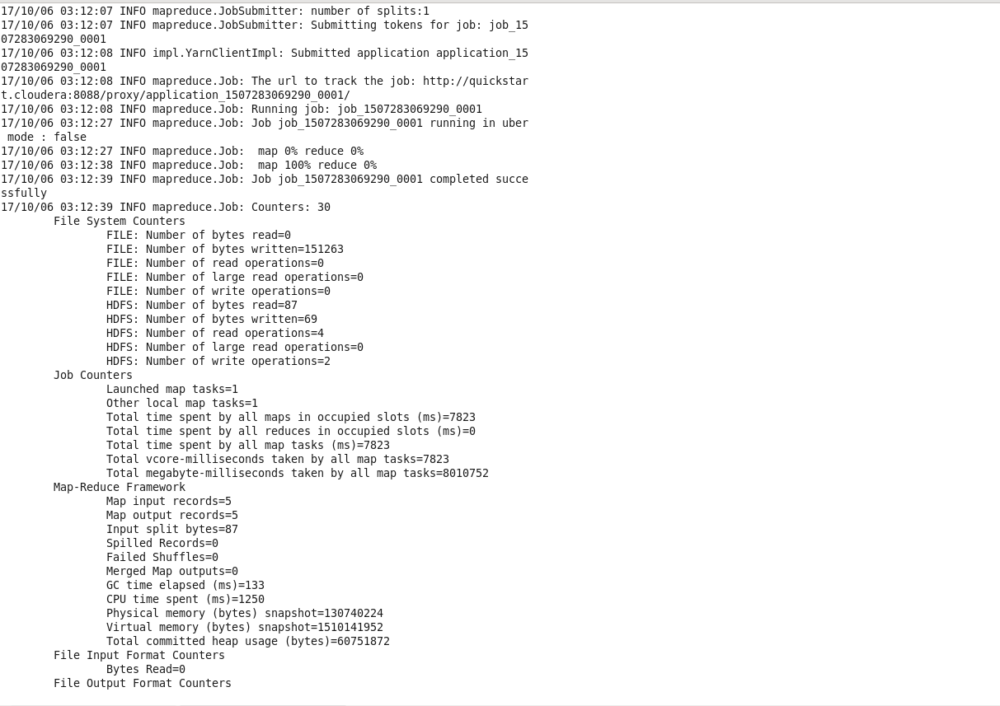 17/10/06 03:12:07 INFO mapreduce.JobSubmitter: number of splits:1
17/10/06 03:12:07 INFO mapreduce.JobSubmitter: Submitting tokens for job: job_15
07283069290_0001
17/10/06 03:12:08 INFO impl.YarnClientImpl: Submitted application application_15
07283069290_0001
17/10/06 03:12:08 INFO mapreduce.Job: The url to track the job: http://quickstar
t.cloudera:8088/proxy/application_1507283069290_0001/
17/10/06 03:12:08 INFO mapreduce.Job: Running job: job_1507283069290_0001
17/10/06 03:12:27 INFO mapreduce.Job: Job job_1507283069290_0001 running in uber
 mode : false
17/10/06 03:12:27 INFO mapreduce.Job:  map 0% reduce 0%
17/10/06 03:12:38 INFO mapreduce.Job:  map 100% reduce 0%
17/10/06 03:12:39 INFO mapreduce.Job: Job job_1507283069290_0001 completed succe
ssfully
17/10/06 03:12:39 INFO mapreduce.Job: Counters: 30
        File System Counters
                FILE: Number of bytes read=0
                FILE: Number of bytes written=151263
                FILE: Number of read operations=0
                FILE: Number of large read operations=0
                FILE: Number of write operations=0
                HDFS: Number of bytes read=87
                HDFS: Number of bytes written=69
                HDFS: Number of read operations=4
                HDFS: Number of large read operations=0
                HDFS: Number of write operations=2
        Job Counters
                Launched map tasks=1
                Other local map tasks=1
                Total time spent by all maps in occupied slots (ms)=7823
                Total time spent by all reduces in occupied slots (ms)=0
                Total time spent by all map tasks (ms)=7823
                Total vcore-milliseconds taken by all map tasks=7823
                Total megabyte-milliseconds taken by all map tasks=8010752
        Map-Reduce Framework
                Map input records=5
                Map output records=5
                Input split bytes=87
                Spilled Records=0
                Failed Shuffles=0
                Merged Map outputs=0
                GC time elapsed (ms)=133
                CPU time spent (ms)=1250
                Physical memory (bytes) snapshot=130740224
                Virtual memory (bytes) snapshot=1510141952
                Total committed heap usage (bytes)=60751872
        File Input Format Counters
                Bytes Read=0
        File Output Format Counters